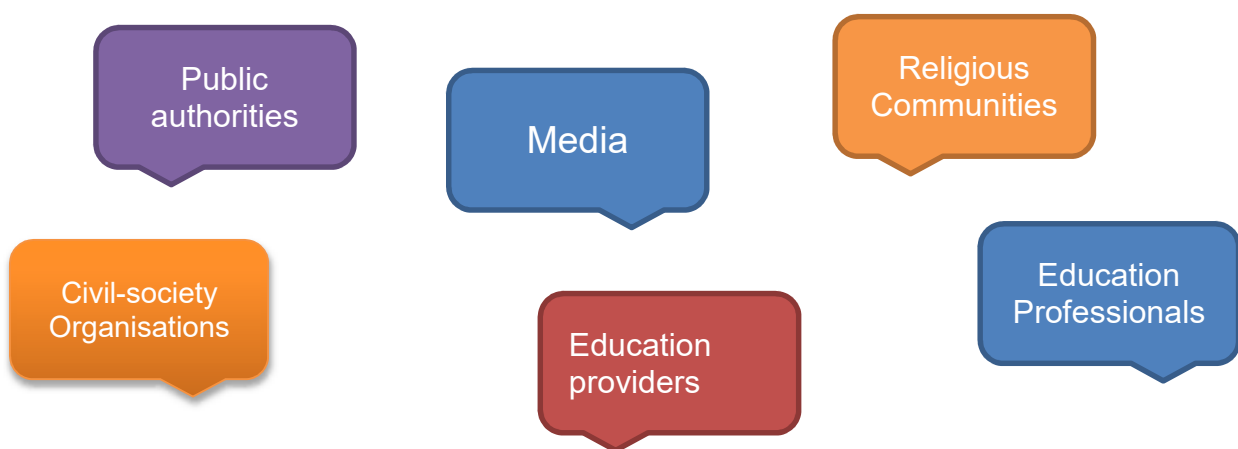 Public
authorities
Media
Religious
Communities
Civil-society
Organisations
Education
providers
Education
Professionals